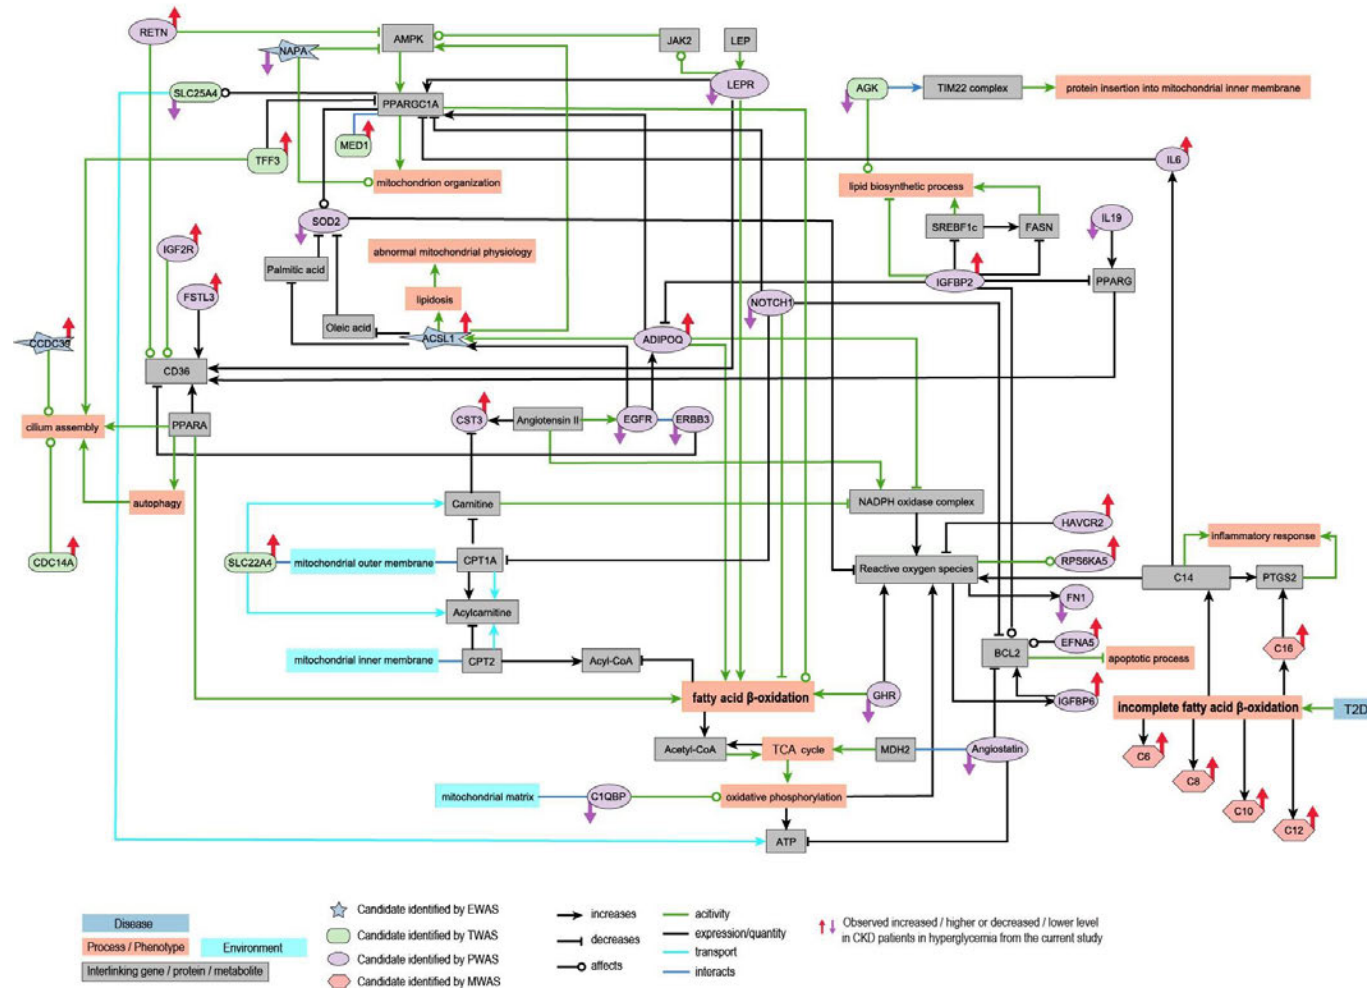 RETN
AMPK
JAK2
LEP
NAPA
LEPR
SLC25A4
PPARGC1A
AGK
TIM22 complex
protein insertion into mitochondrial inner membrane
MED1
TFF3
IL6
mitochondrion organization
lipid biosynthetic process
SOD2
SREBF1c
FASN
IL19
IGF2R
abnormal mitochondrial physiology
Palmitic acid
IGFBP2
PPARG
FSTL3
lipidosis
NOTCH1
Oleic acid
ACSL1
ADIPOQ
CD36
CST3
Angiotensin II
EGFR
ERBB3
cilium assembly
PPARA
autophagy
Carnitine
NADPH oxidase complex
HAVCR2
CDC14A
SLC22A4
mitochondrial outer membrane
CPT1A
Reactive oxygen species
RPS6KA5
inflammatory response
C14
PTGS2
FN1
Acylcarnitine
mitochondrial inner membrane
CPT2
Acyl-CoA
BCL2
EFNA5
apoptotic process
C16
fatty acid β-oxidation
GHR
IGFBP6
incomplete fatty acid β-oxidation
T2D
Acetyl-CoA
TCA cycle
MDH2
Angiostatin
C6
C8
mitochondrial matrix
C1QBP
oxidative phosphorylation
C10
C12
ATP
Disease
Process / Phenotype
Environment
Interlinking gene / protein / metabolite
Candidate identified by EWAS
Candidate identified by TWAS
Candidate identified by PWAS
Candidate identified by MWAS
increases
decreases
affects
acitivity
expression/quantity
transport
interacts
Observed increased / higher or decreased / lower level
in CKD patients in hyperglycemia from the current study